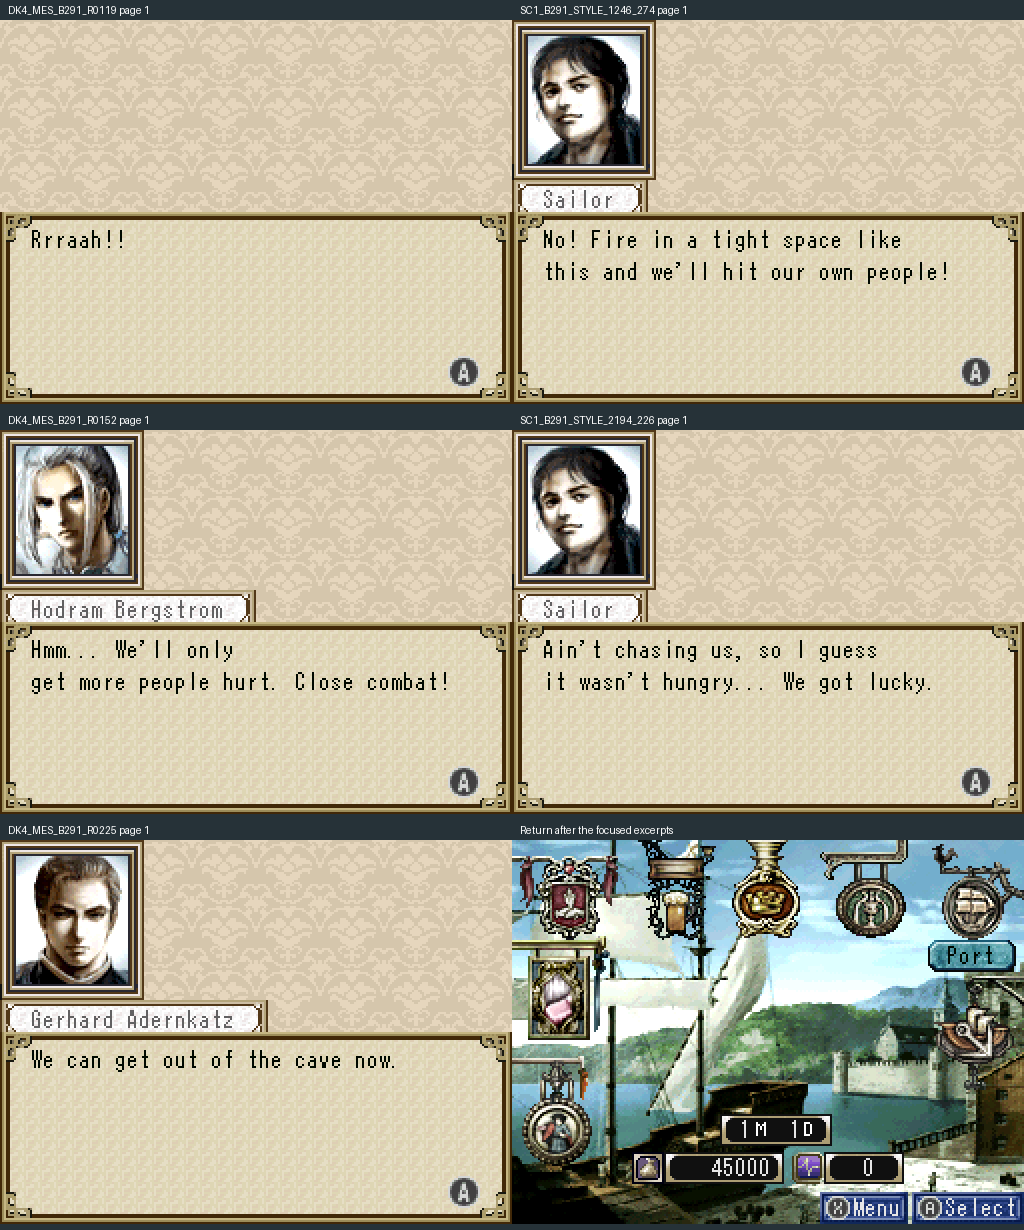 DK4_MES_B291_R0119 page 1
Rrraah!!
A
SC1_B291_STYLE_1246_274 page 1
Sailor
No! Fire in a tight space like
this and we'll hit our own people!
A
DK4_MES_B291_R0152 page 1
Hodram Bergstrom
Hmm... We'll only
get more people hurt. Close combat!
A
SC1_B291_STYLE_2194_226 page 1
Sailor
Ain't chasing us, so I guess
it wasn't hungry... We got lucky.
A
DK4_MES_B291_R0225 page 1
Gerhard Adernkatz
We can get out of the cave now.
A
Return after the focused excerpts
Port
1M 1D
45000
0
X Menu
A Select